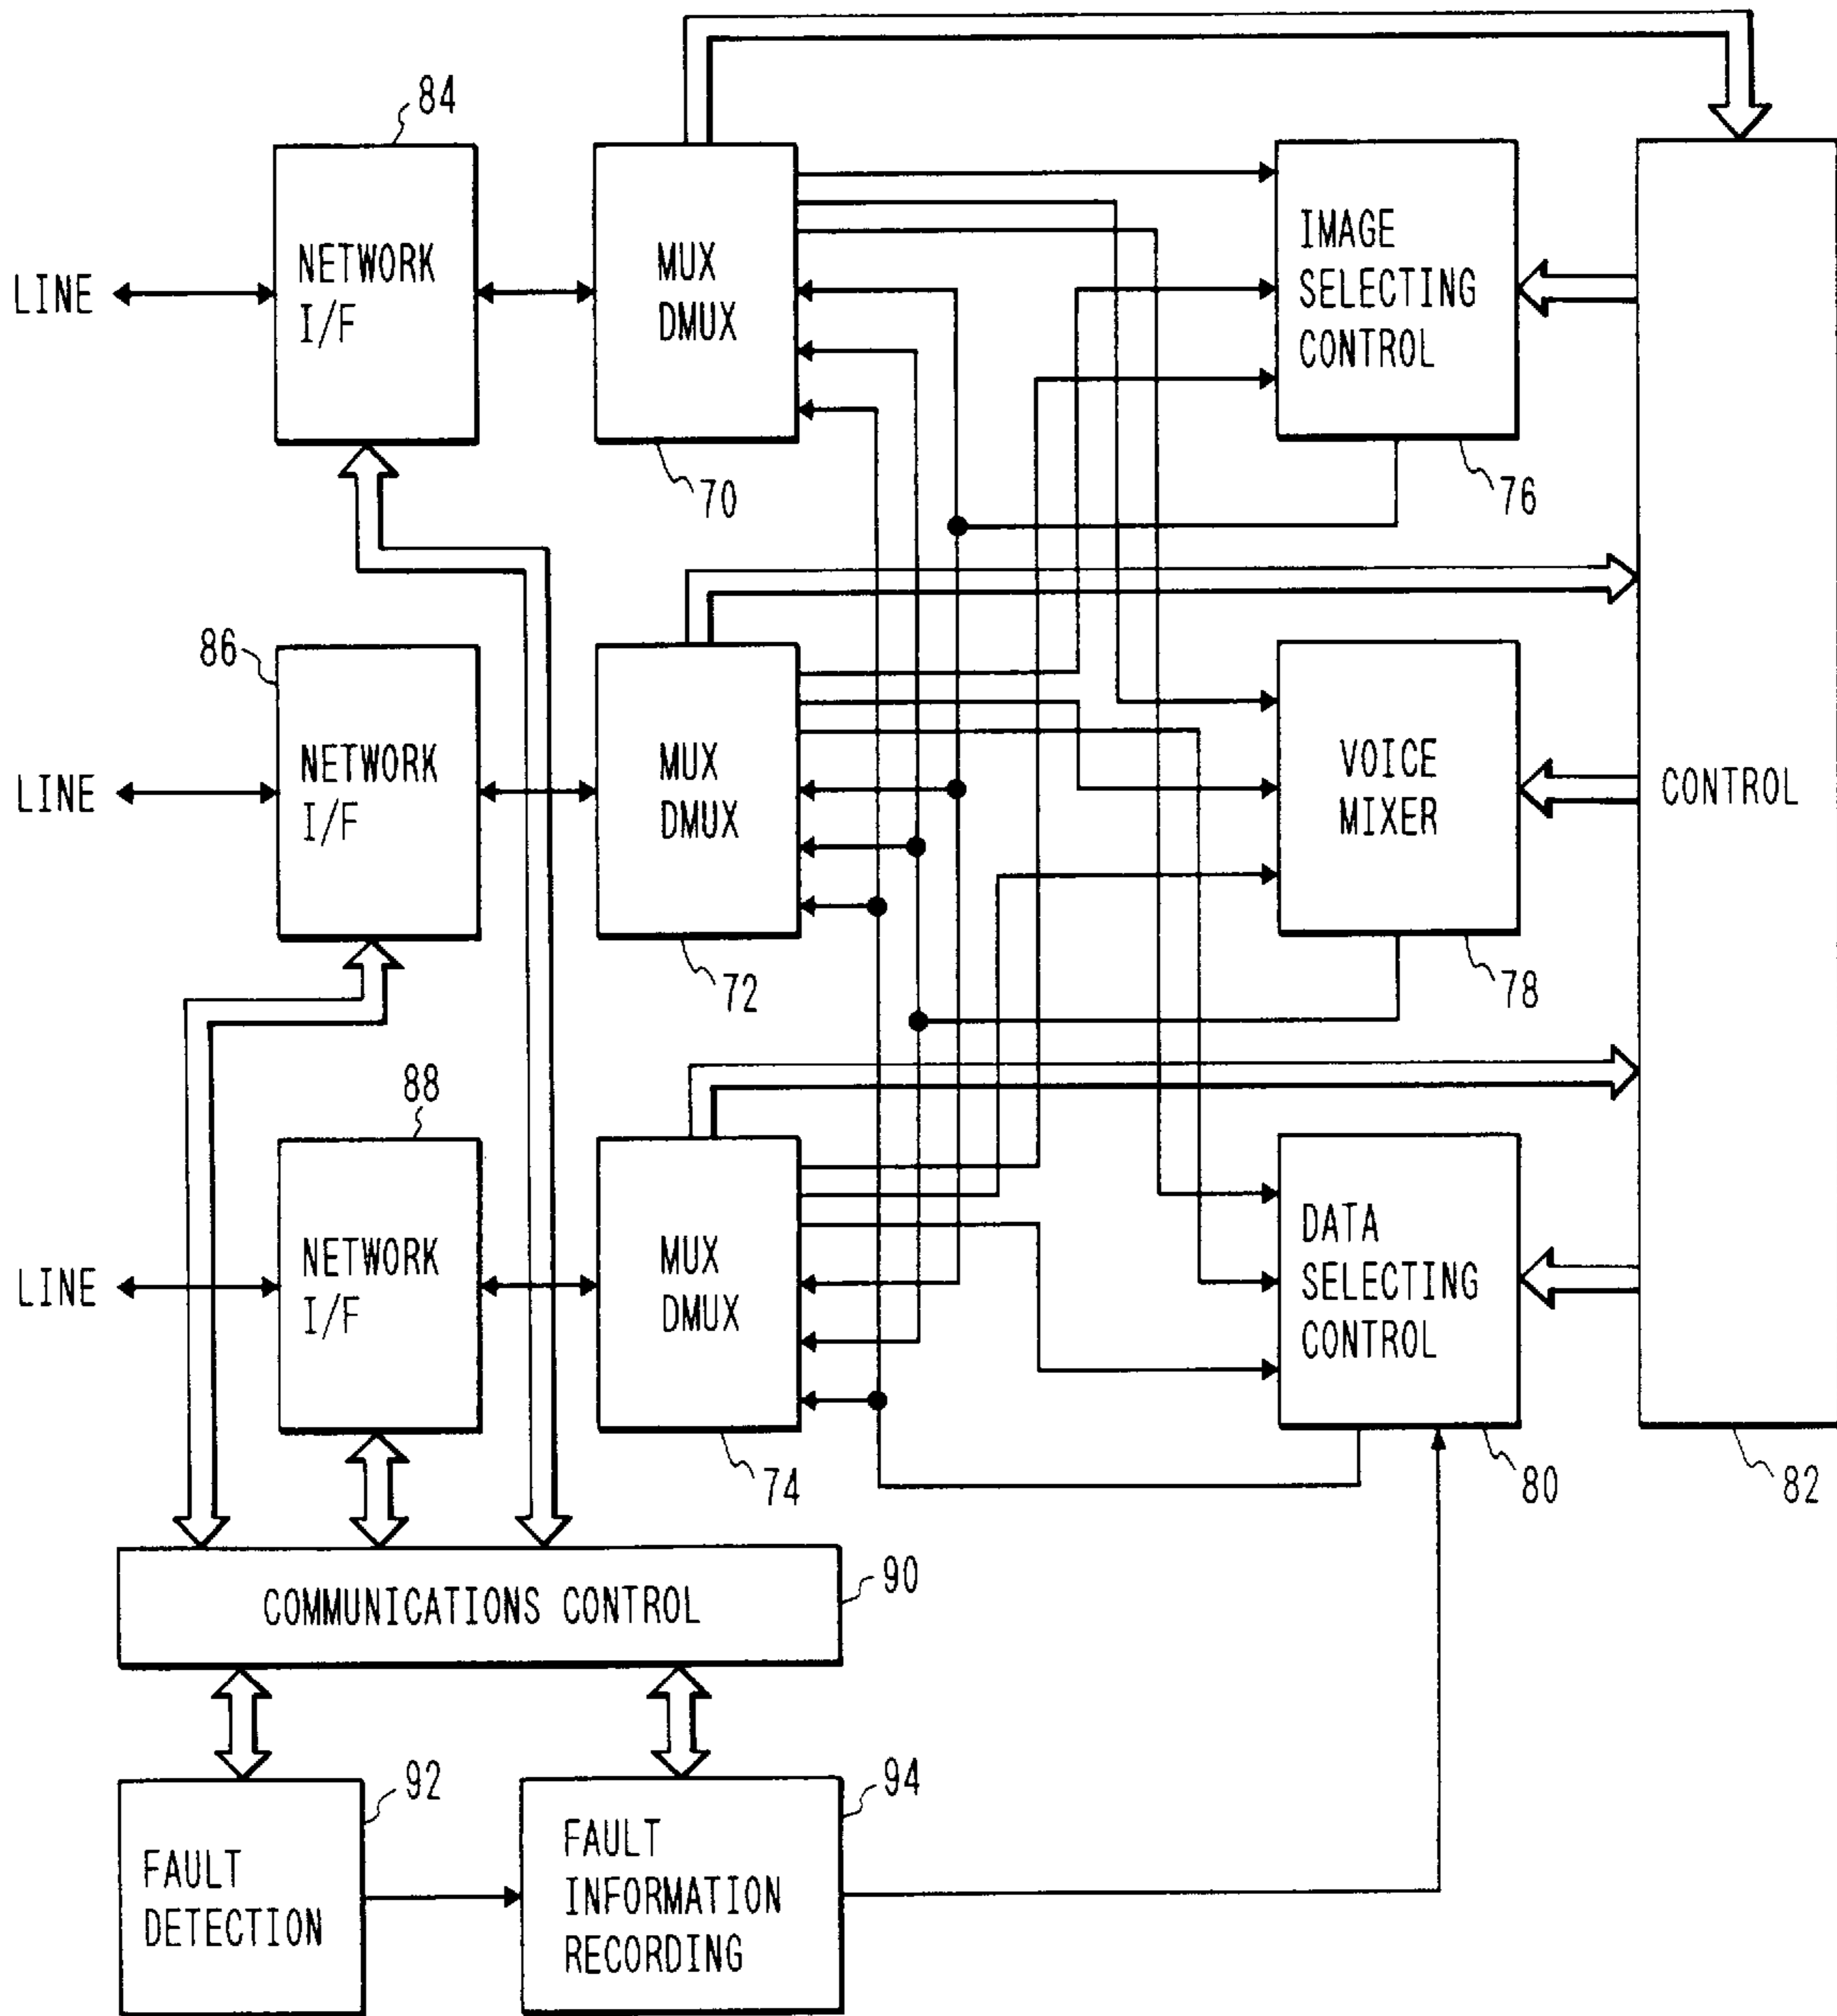 84
NETWORK
I/F
LINE
MUX
DMUX
70
IMAGE
SELECTING
CONTROL
76
86
NETWORK
I/F
LINE
MUX
DMUX
72
VOICE
MIXER
78
CONTROL
88
NETWORK
I/F
LINE
MUX
DMUX
74
DATA
SELECTING
CONTROL
80
82
COMMUNICATIONS CONTROL
90
92
FAULT
DETECTION
94
FAULT
INFORMATION
RECORDING